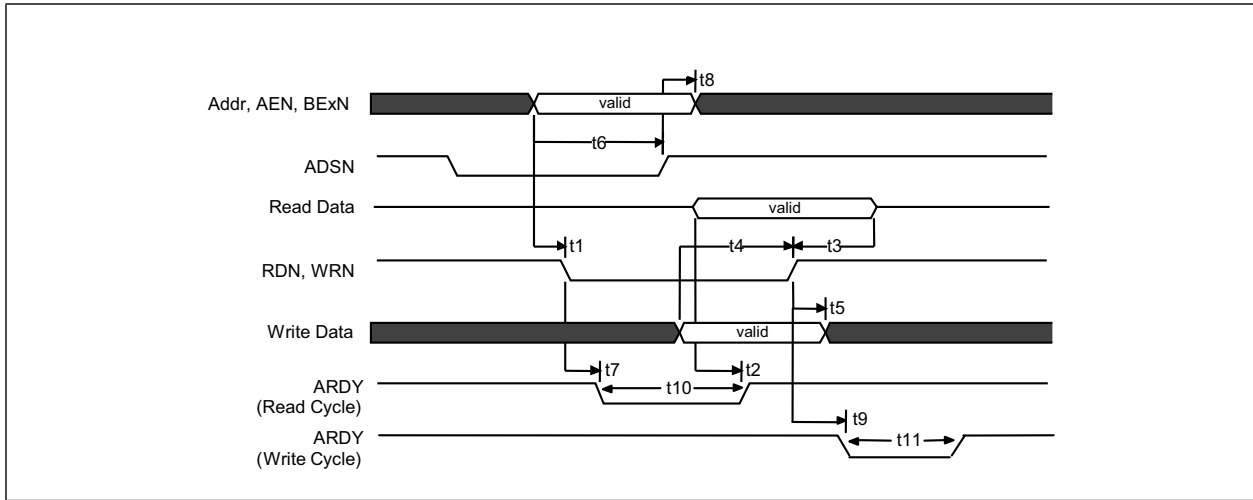 t8
Addr, AEN, BExN
valid
t6
ADSN
Read Data
valid
t1
t4
t3
RDN, WRN
t5
Write Data
valid
t7
t2
ARDY
(Read Cycle)
t10
t9
ARDY
(Write Cycle)
t11